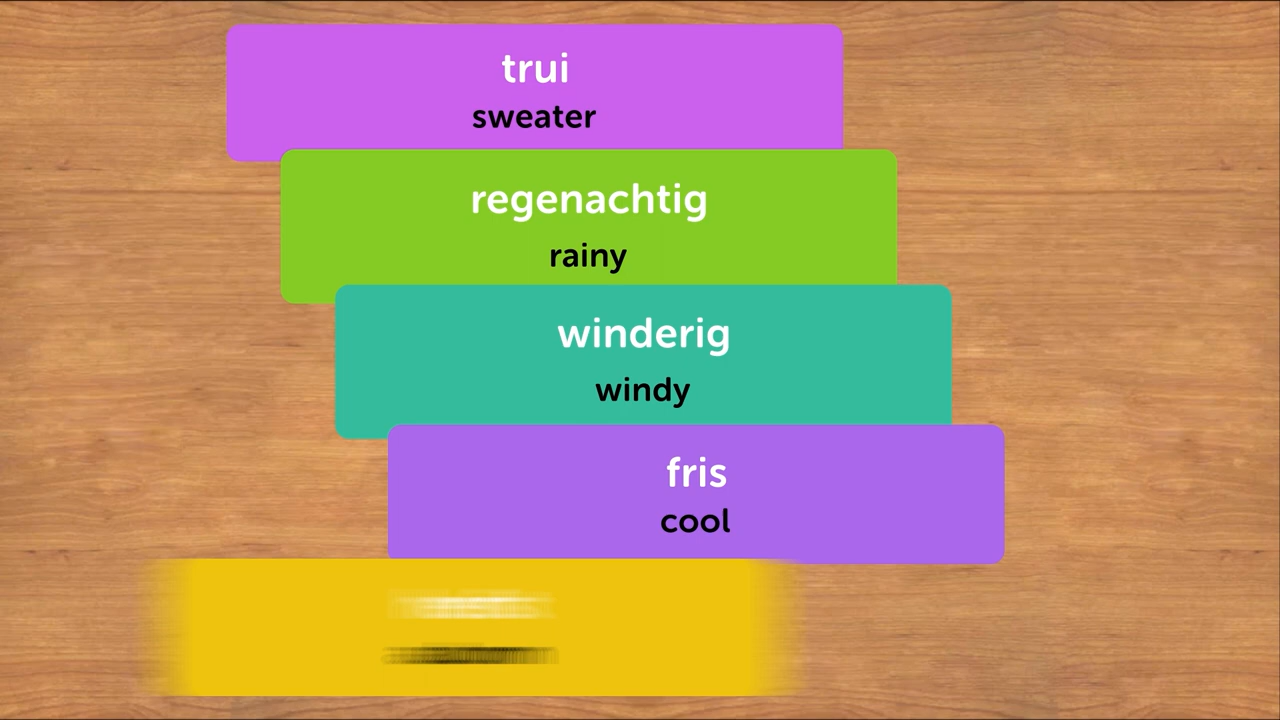 trui
sweater
regenachtig
rainy
winderig
windy
fris
cool